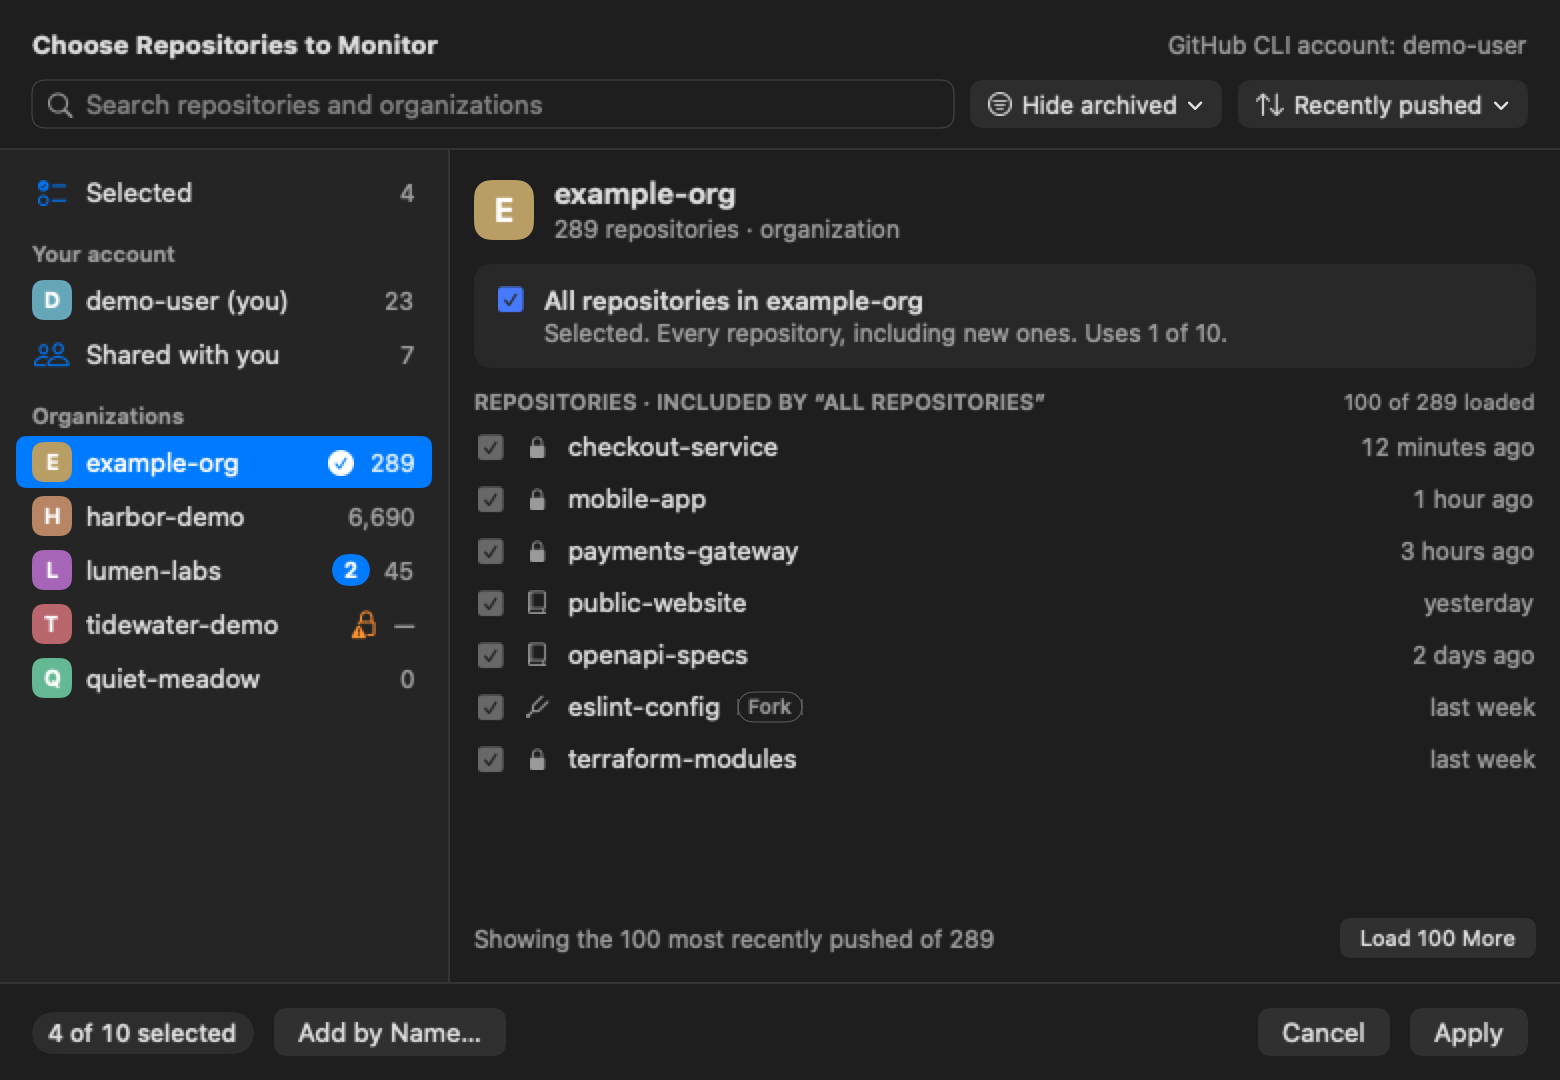 Choose Repositories to Monitor
GitHub CLI account: demo-user
Search repositories and organizations
Hide archived
Recently pushed
Selected 4
Your account
D demo-user (you) 23
Shared with you 7
Organizations
E example-org 289
H harbor-demo 6,690
L lumen-labs 2 45
T tidewater-demo —
Q quiet-meadow 0
E
example-org
289 repositories · organization
All repositories in example-org
Selected. Every repository, including new ones. Uses 1 of 10.
REPOSITORIES · INCLUDED BY “ALL REPOSITORIES” 100 of 289 loaded
checkout-service 12 minutes ago
mobile-app 1 hour ago
payments-gateway 3 hours ago
public-website yesterday
openapi-specs 2 days ago
eslint-config Fork last week
terraform-modules last week
Showing the 100 most recently pushed of 289
Load 100 More
4 of 10 selected
Add by Name...
Cancel
Apply